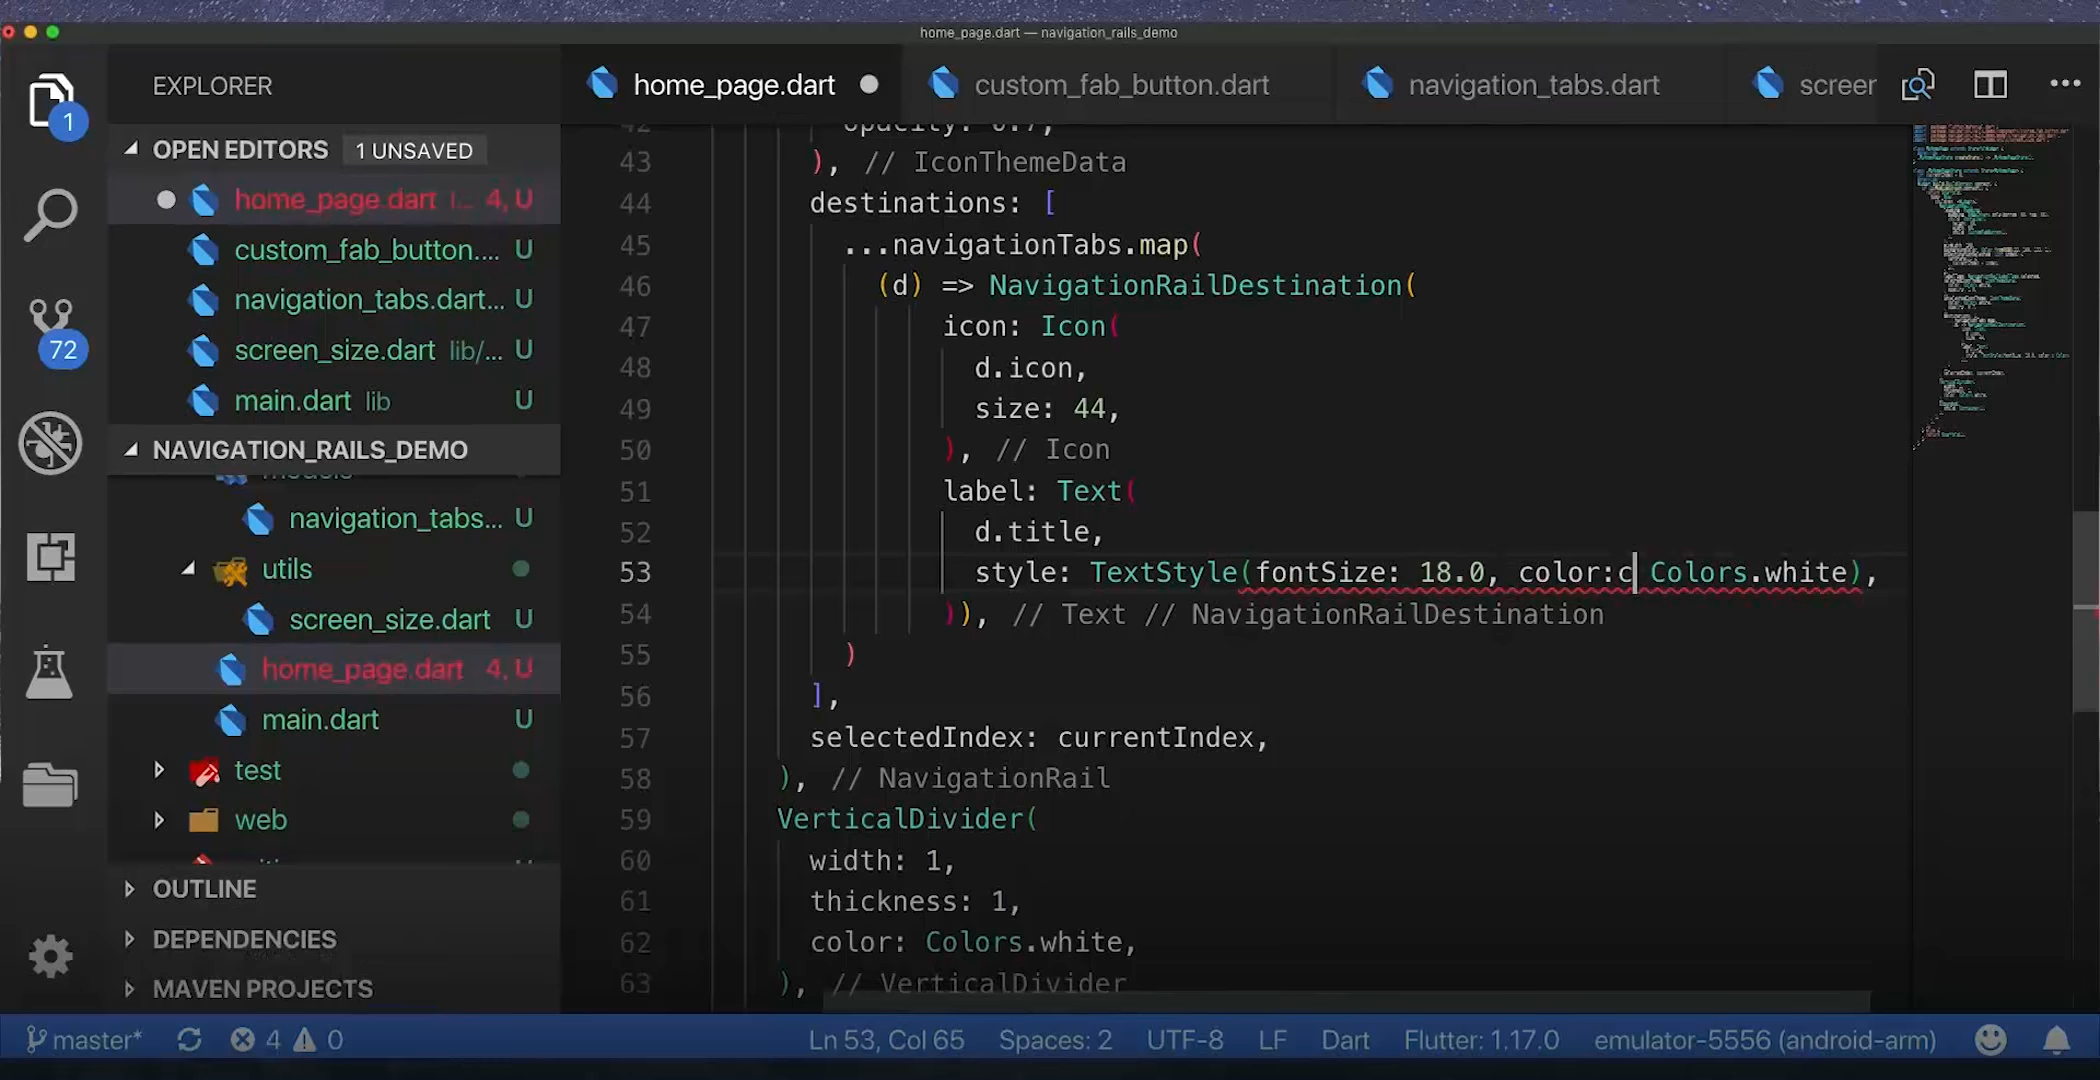 home_page.dart — navigation_rails_demo
EXPLORER
home_page.dart
custom_fab_button.dart
navigation_tabs.dart
screer
1
OPEN EDITORS
1 UNSAVED
home_page.dart l... 4, U
custom_fab_button.... U
navigation_tabs.dart... U
screen_size.dart lib/... U
main.dart lib U
72
NAVIGATION_RAILS_DEMO
models
navigation_tabs... U
utils
screen_size.dart U
home_page.dart 4, U
main.dart U
test
web
OUTLINE
DEPENDENCIES
MAVEN PROJECTS
42 opacity: 0.7,
43 ), // IconThemeData
44 destinations: [
45 ...navigationTabs.map(
46 (d) => NavigationRailDestination(
47 icon: Icon(
48 d.icon,
49 size: 44,
50 ), // Icon
51 label: Text(
52 d.title,
53 style: TextStyle(fontSize: 18.0, color:c Colors.white),
54 )), // Text // NavigationRailDestination
55 )
56 ],
57 selectedIndex: currentIndex,
58 ), // NavigationRail
59 VerticalDivider(
60 width: 1,
61 thickness: 1,
62 color: Colors.white,
63 ), // VerticalDivider
master* 4 0 Ln 53, Col 65 Spaces: 2 UTF-8 LF Dart Flutter: 1.17.0 emulator-5556 (android-arm)